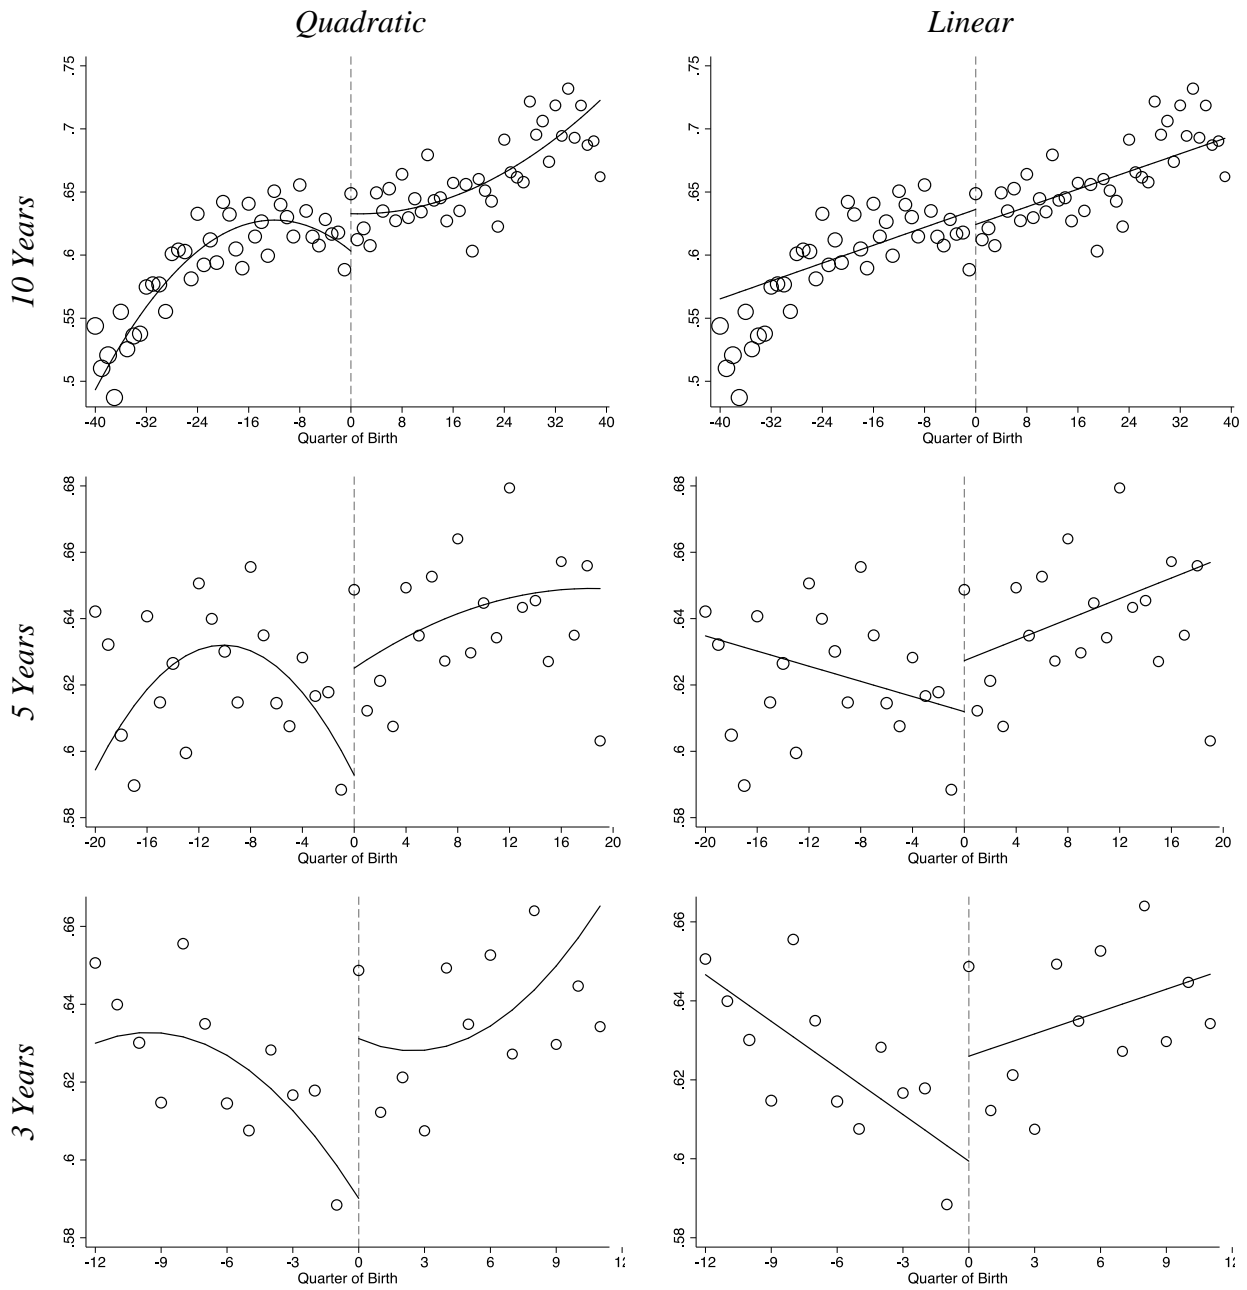 Quadratic Linear
10 Years
.75 .7 .65 .6 .55 .5
-40 -32 -24 -16 -8 0 8 16 24 32 40
Quarter of Birth
.75 .7 .65 .6 .55 .5
-40 -32 -24 -16 -8 0 8 16 24 32 40
Quarter of Birth
5 Years
.68 .66 .64 .62 .6 .58
-20 -16 -12 -8 -4 0 4 8 12 16 20
Quarter of Birth
.68 .66 .64 .62 .6 .58
-20 -16 -12 -8 -4 0 4 8 12 16 20
Quarter of Birth
3 Years
.66 .64 .62 .6 .58
-12 -9 -6 -3 0 3 6 9
Quarter of Birth
.66 .64 .62 .6 .58
-12 -9 -6 -3 0 3 6 9
Quarter of Birth